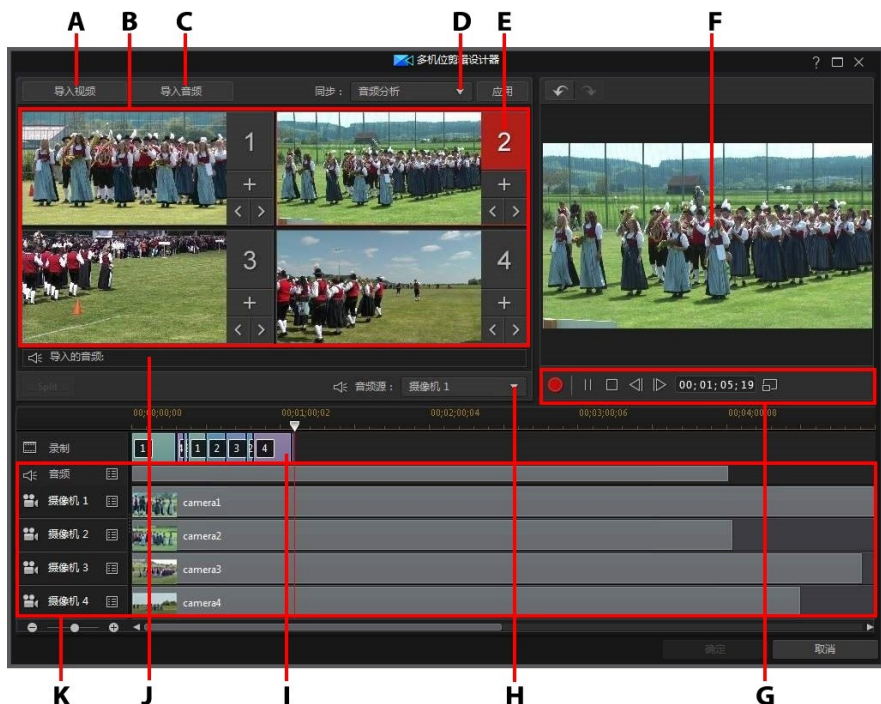 A B C D E F
多机位剪辑设计器
导入视频 导入音频 同步： 音频分析 应用
1 2
3 4
导入的音频:
Split
音频源： 摄像机 1
00;01;05;19
00;00;00;00 00;01;00;02 00;02;00;04 00;03;00;06 00;04;00;08
录制 1 4 1 2 3 2 4
音频
摄像机 1 camera1
摄像机 2 camera2
摄像机 3 camera3
摄像机 4 camera4
确定 取消
K J I H G